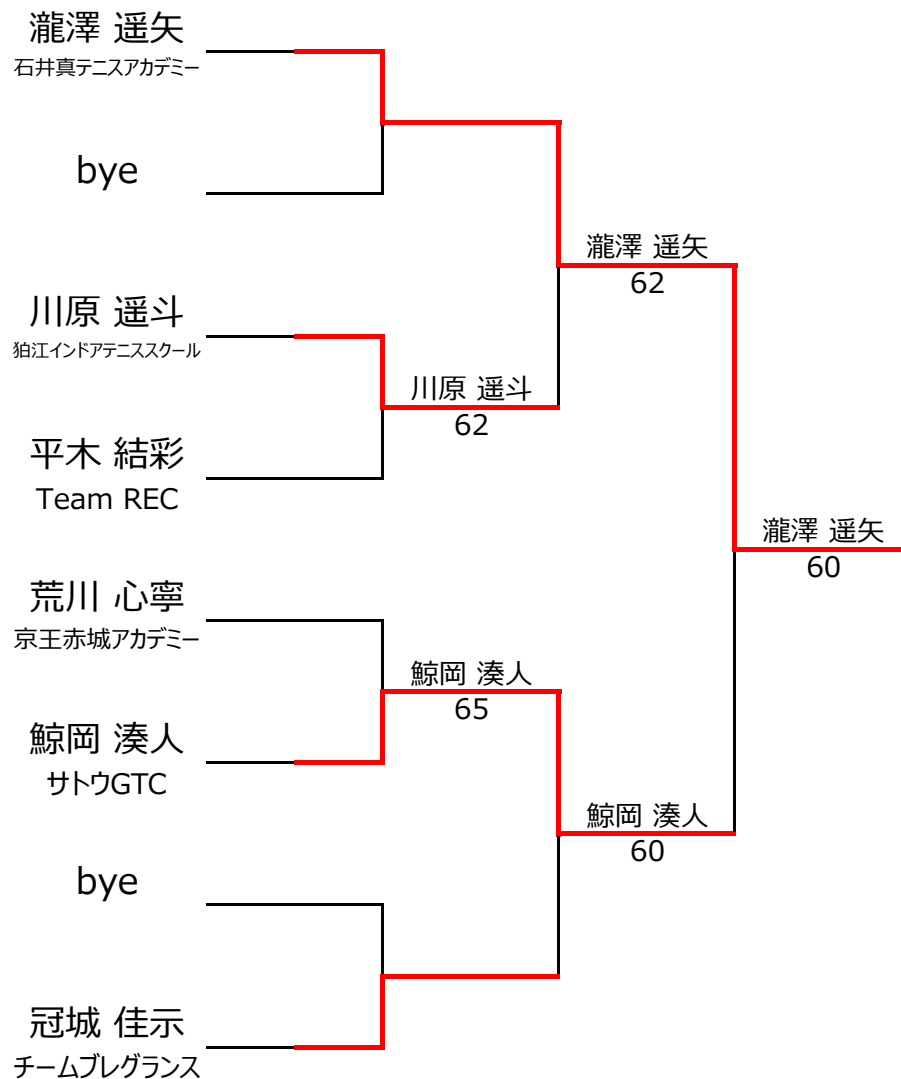 瀧澤 遥矢
石井真テニスアカデミー
bye
川原 遥斗
狛江インドアテニススクール
平木 結彩
Team REC
荒川 心寧
京王赤城アカデミー
鯨岡 湊人
サトウGTC
bye
冠城 佳示
チームブレグランス
川原 遥斗
62
鯨岡 湊人
65
瀧澤 遥矢
62
鯨岡 湊人
60
瀧澤 遥矢
60